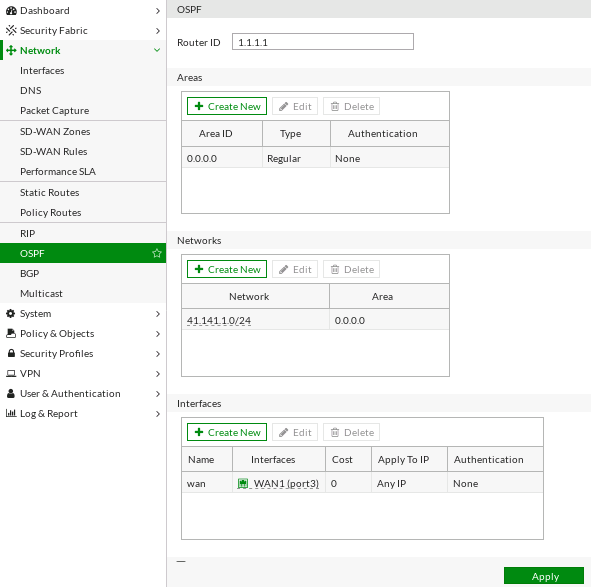 Dashboard
Security Fabric
Network
Interfaces
DNS
Packet Capture
SD-WAN Zones
SD-WAN Rules
Performance SLA
Static Routes
Policy Routes
RIP
OSPF
BGP
Multicast
System
Policy & Objects
Security Profiles
VPN
User & Authentication
Log & Report
OSPF
Router ID 1.1.1.1
Areas
Create New Edit Delete
Area ID Type Authentication
0.0.0.0 Regular None
Networks
Create New Edit Delete
Network Area
41.141.1.0/24 0.0.0.0
Interfaces
Create New Edit Delete
Name Interfaces Cost Apply To IP Authentication
wan WAN1 (port3) 0 Any IP None
Apply